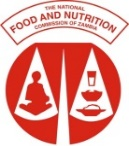 THE NATIONAL
FOOD AND NUTRITION
COMMISSION OF ZAMBIA